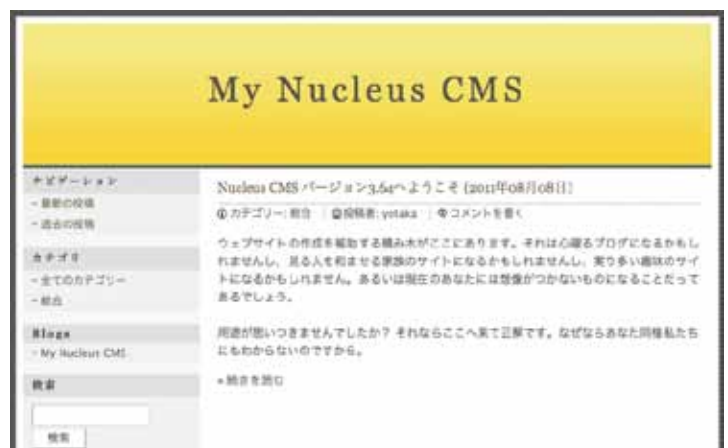 My Nucleus CMS
ナビゲーション
- 最新の投稿
- 過去の投稿
カテゴリ
- 全てのカテゴリー
- 総合
Blogs
- My Nucleus CMS
検索
検索
Nucleus CMS バージョン3.64へようこそ (2011年08月08日)
カテゴリー: 総合 投稿者: yotaka コメントを書く
ウェブサイトの作成を補助する積み木がここにあります。それは心躍るブログになるかもし
れませんし、見る人を和ませる家族のサイトになるかもしれませんし、実り多い趣味のサイ
トになるかもしれません。あるいは現在のあなたには想像がつかないものになることだって
あるでしょう。
用途が思いつきませんでしたか? それならここへ来て正解です。なぜならあなた同様私たち
にもわからないのですから。
» 続きを読む